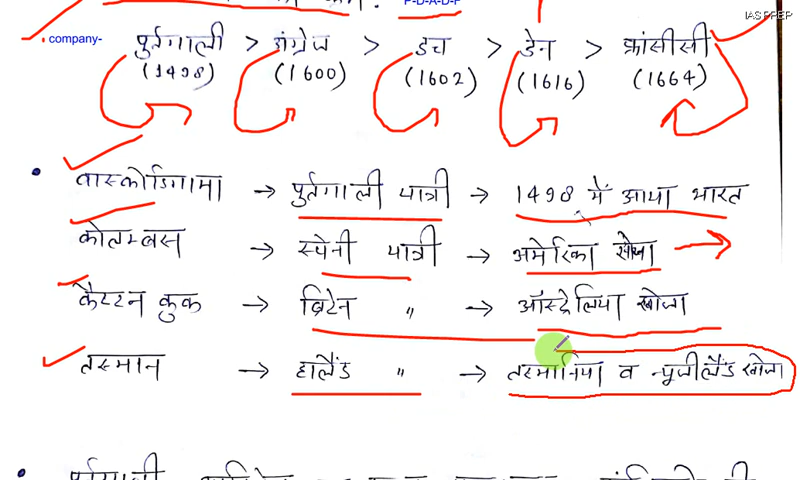 P-D-A-D-F
IAS PREP
company- पुर्तगाली > अंग्रेज > डच > डेन > फ्रांसीसी
(1498) (1600) (1602) (1616) (1664)
वास्कोडिगामा → पुर्तगाली यात्री → 1498 में आया भारत
कोलम्बस → स्पेनी यात्री → अमेरिका खोजा
कैप्टन कुक → ब्रिटेन " → ऑस्ट्रेलिया खोजा
तस्मान → हालैंड " → तस्मानिया व न्यूजीलैंड खोजा